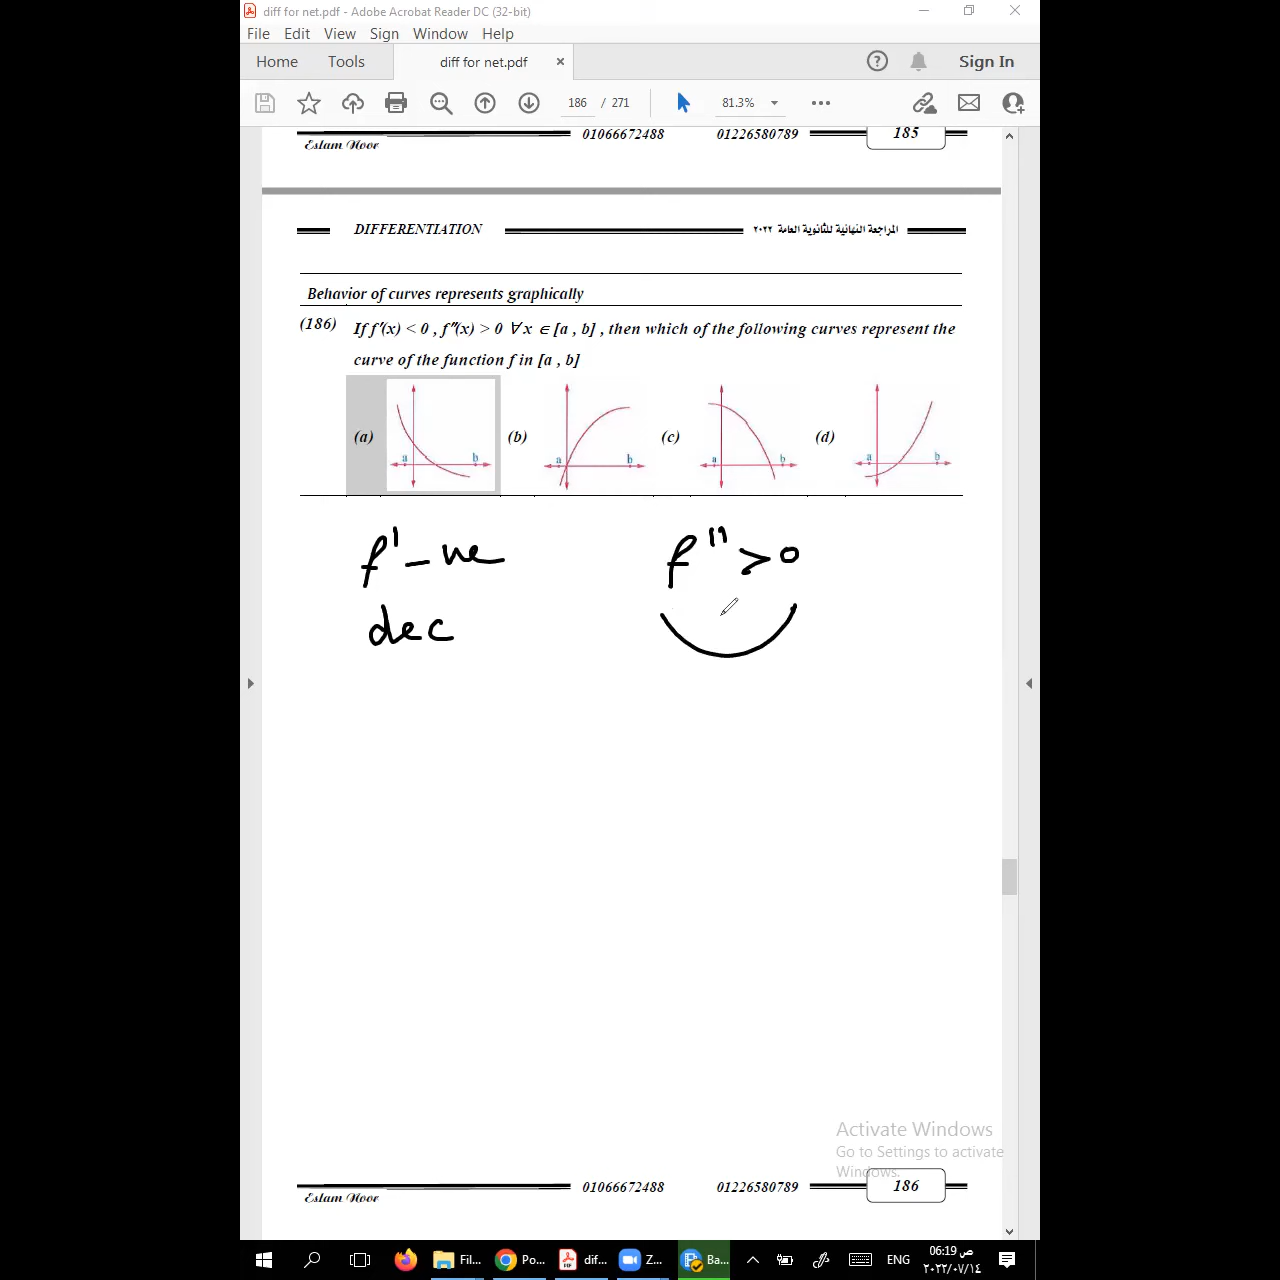 diff for net.pdf - Adobe Acrobat Reader DC (32-bit)
File Edit View Sign Window Help
Home Tools diff for net.pdf × Sign In
186 / 271 81.3%
Eslam Noor 01066672488 01226580789 185
DIFFERENTIATION المراجعة النهائية للثانوية العامة ٢٠٢٢
Behavior of curves represents graphically
(186) If f′(x) < 0 , f″(x) > 0 ∀ x ∈ [a , b] , then which of the following curves represent the
curve of the function f in [a , b]
(a) a b (b) a b (c) a b (d) a b
f' -ve f'' > 0
dec
Activate Windows
Go to Settings to activate
Windows.
Eslam Noor 01066672488 01226580789 186
Fil... Po... dif... Z... Ba... ENG 06:19 ص
٢٠٢٢/٠٧/١٤